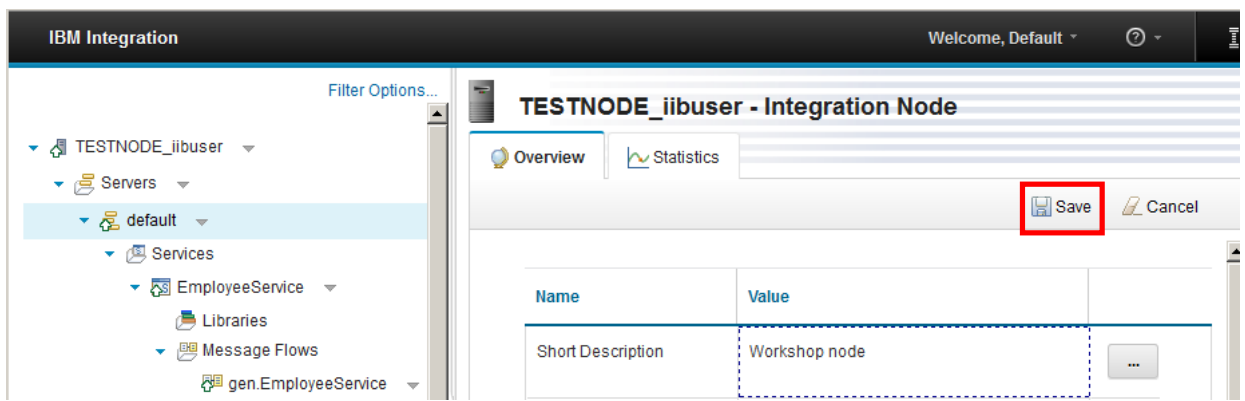 IBM Integration
Welcome, Default
Filter Options...
TESTNODE_iibuser
Servers
default
Services
EmployeeService
Libraries
Message Flows
gen.EmployeeService
TESTNODE_iibuser - Integration Node
Overview
Statistics
Save
Cancel
Name
Value
Short Description
Workshop node
...